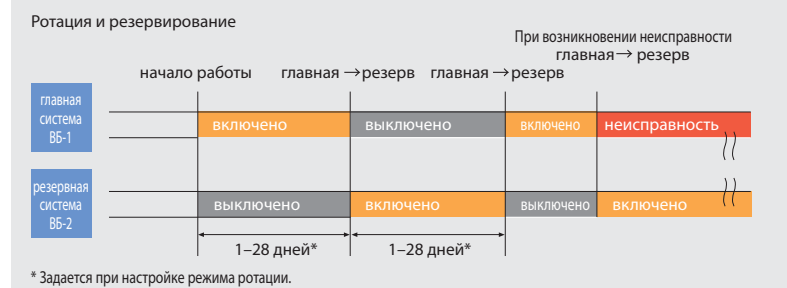 Ротация и резервирование
При возникновении неисправности
главная → резерв
начало работы
главная → резерв
главная → резерв
главная
система
ВБ-1
включено
выключено
включено
неисправность
резервная
система
ВБ-2
выключено
включено
выключено
включено
1–28 дней*
1–28 дней*
* Задается при настройке режима ротации.